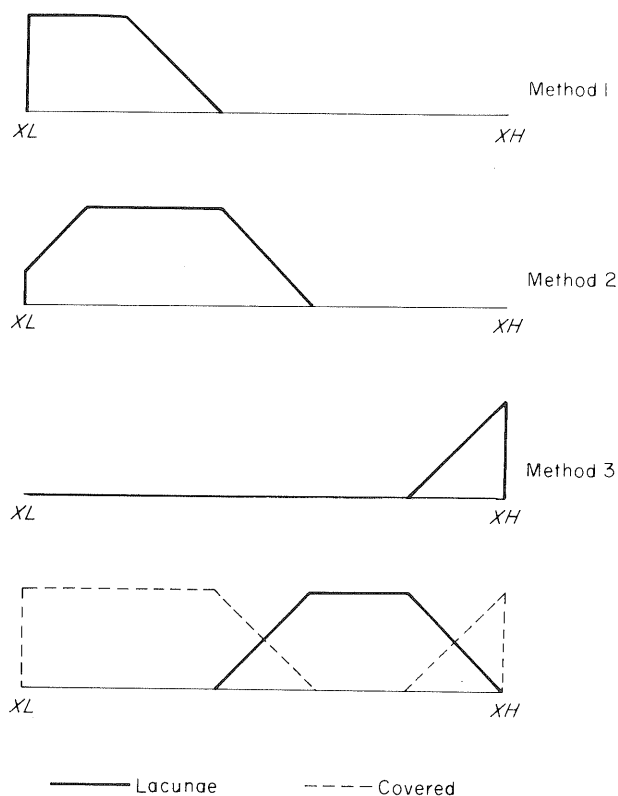 Method 1
XL XH
Method 2
XL XH
Method 3
XL XH
XL XH
Lacunae Covered